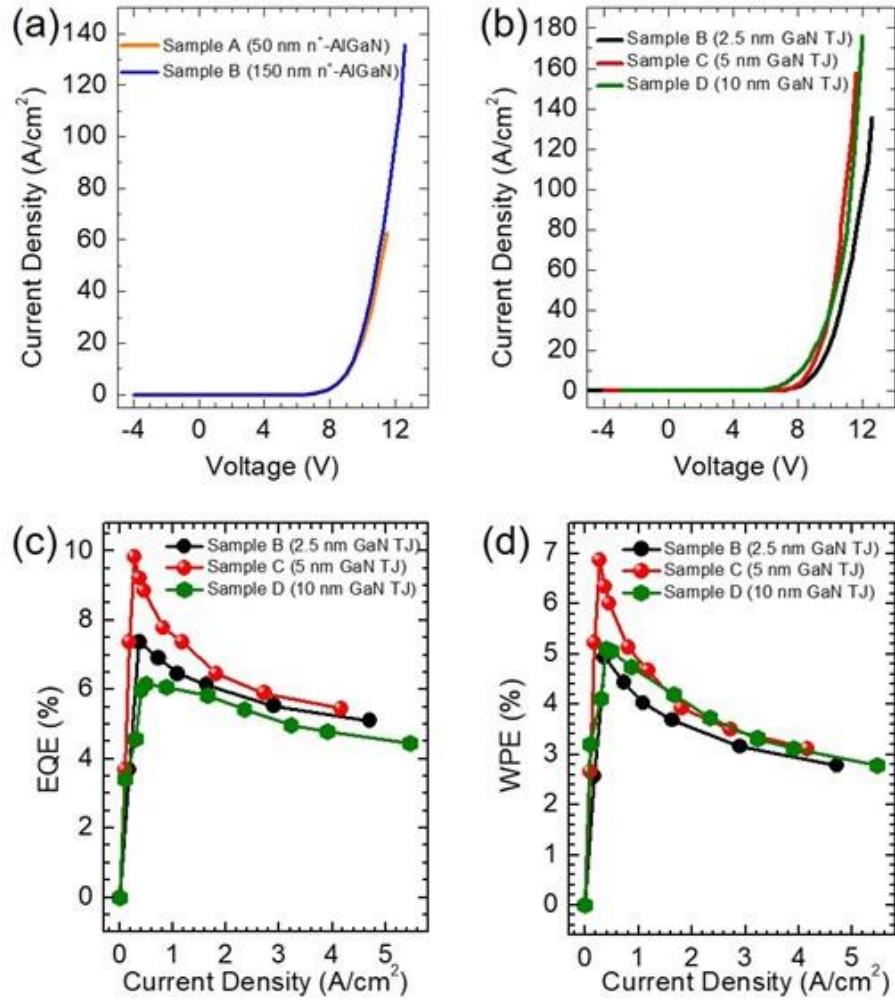 (a)
Sample A (50 nm n⁺-AlGaN)
Sample B (150 nm n⁺-AlGaN)
Current Density (A/cm²)
140
120
100
80
60
40
20
0
-4 0 4 8 12
Voltage (V)
(b)
Sample B (2.5 nm GaN TJ)
Sample C (5 nm GaN TJ)
Sample D (10 nm GaN TJ)
Current Density (A/cm²)
180
160
140
120
100
80
60
40
20
0
-4 0 4 8 12
Voltage (V)
(c)
Sample B (2.5 nm GaN TJ)
Sample C (5 nm GaN TJ)
Sample D (10 nm GaN TJ)
EQE (%)
10
8
6
4
2
0
0 1 2 3 4 5
Current Density (A/cm²)
(d)
Sample B (2.5 nm GaN TJ)
Sample C (5 nm GaN TJ)
Sample D (10 nm GaN TJ)
WPE (%)
7
6
5
4
3
2
1
0
0 1 2 3 4 5
Current Density (A/cm²)